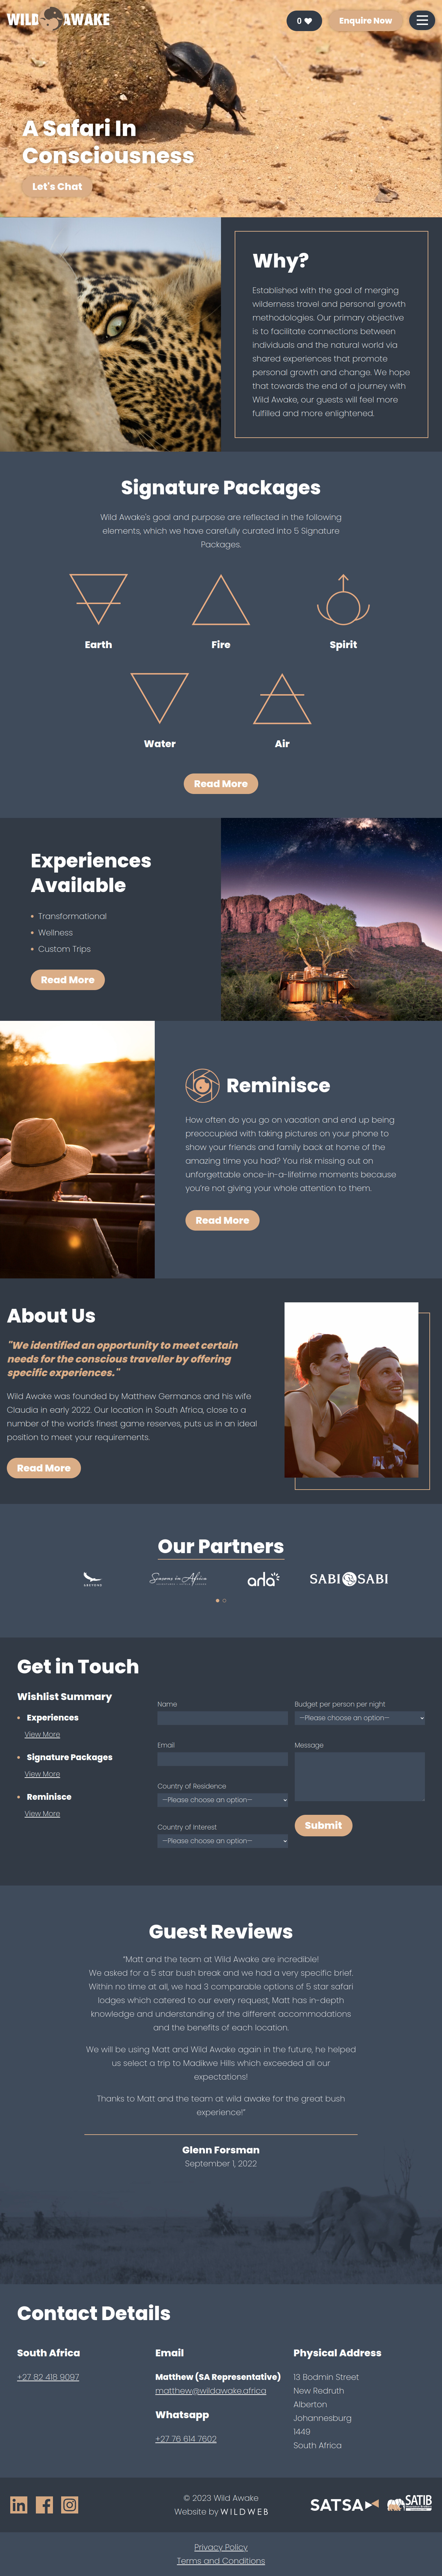 WILD AWAKE
0
Enquire Now
A Safari In
Consciousness
Let's Chat
Why?
Established with the goal of merging
wilderness travel and personal growth
methodologies. Our primary objective
is to facilitate connections between
individuals and the natural world via
shared experiences that promote
personal growth and change. We hope
that towards the end of a journey with
Wild Awake, our guests will feel more
fulfilled and more enlightened.
Signature Packages
Wild Awake's goal and purpose are reflected in the following
elements, which we have carefully curated into 5 Signature
Packages.
Earth
Fire
Spirit
Water
Air
Read More
Experiences
Available
• Transformational
• Wellness
• Custom Trips
Read More
Reminisce
How often do you go on vacation and end up being
preoccupied with taking pictures on your phone to
show your friends and family back at home of the
amazing time you had? You risk missing out on
unforgettable once-in-a-lifetime moments because
you're not giving your whole attention to them.
Read More
About Us
"We identified an opportunity to meet certain
needs for the conscious traveller by offering
specific experiences."
Wild Awake was founded by Matthew Germanos and his wife
Claudia in early 2022. Our location in South Africa, close to a
number of the world's finest game reserves, puts us in an ideal
position to meet your requirements.
Read More
Our Partners
Seasons in Africa
arda
SABI SABI
Get in Touch
Wishlist Summary
• Experiences
View More
• Signature Packages
View More
• Reminisce
View More
Name
Email
Country of Residence
—Please choose an option—
Country of Interest
—Please choose an option—
Budget per person per night
—Please choose an option—
Message
Submit
Guest Reviews
"Matt and the team at Wild Awake are incredible!
We asked for a 5 star bush break and we had a very specific brief.
Within no time at all, we had 3 comparable options of 5 star safari
lodges which catered to our every request, Matt has in-depth
knowledge and understanding of the different accommodations
and the benefits of each location.
We will be using Matt and Wild Awake again in the future, he helped
us select a trip to Madikwe Hills which exceeded all our
expectations!
Thanks to Matt and the team at wild awake for the great bush
experience!"
Glenn Forsman
September 1, 2022
Contact Details
South Africa
+27 82 418 9097
Email
Matthew (SA Representative)
matthew@wildawake.africa
Whatsapp
+27 76 614 7602
Physical Address
13 Bodmin Street
New Redruth
Alberton
Johannesburg
1449
South Africa
© 2023 Wild Awake
Website by WILDWEB
SATSA
SATIB
Privacy Policy
Terms and Conditions